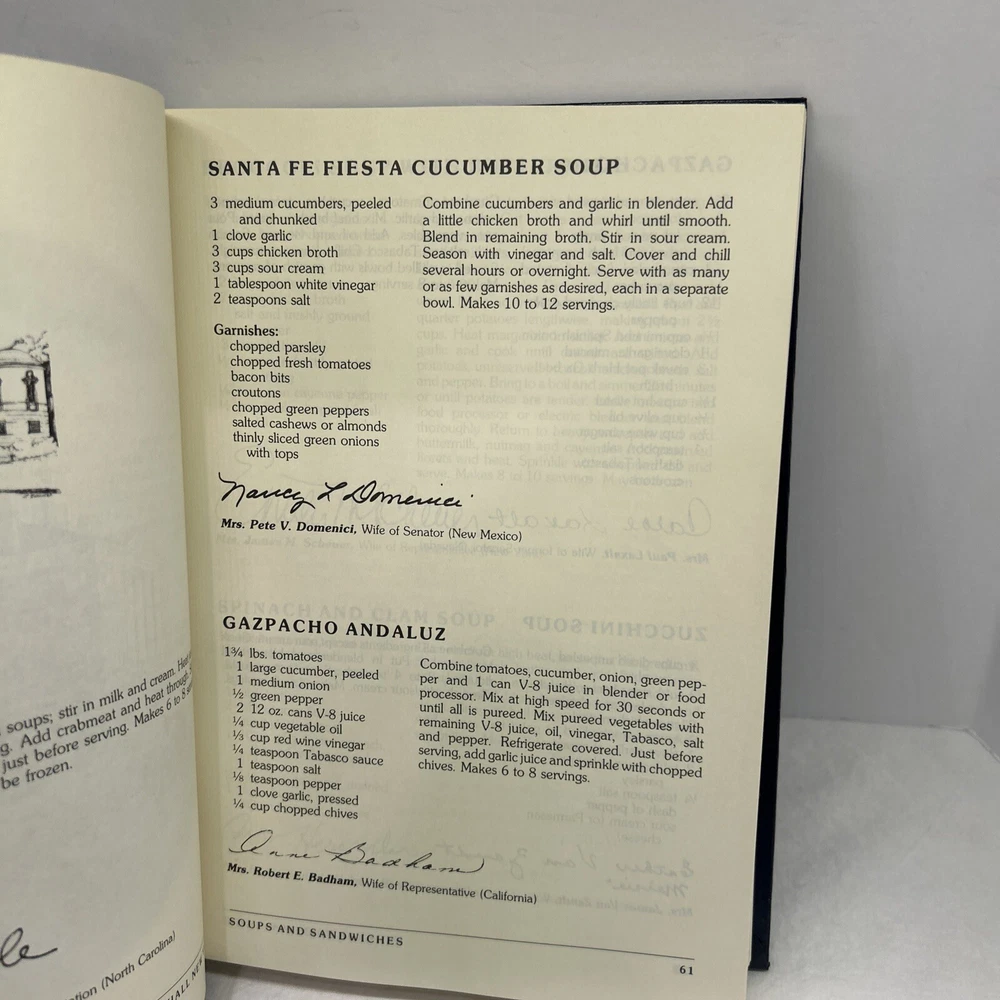 soups; stir in milk and cream. Heat
g. Add crabmeat and heat through
just before serving. Makes 6 to 8
be frozen.
le
ation (North Carolina)
SANTA FE FIESTA CUCUMBER SOUP
3 medium cucumbers, peeled
and chunked
1 clove garlic
3 cups chicken broth
3 cups sour cream
1 tablespoon white vinegar
2 teaspoons salt
Garnishes:
chopped parsley
chopped fresh tomatoes
bacon bits
croutons
chopped green peppers
salted cashews or almonds
thinly sliced green onions
with tops
Combine cucumbers and garlic in blender. Add
a little chicken broth and whirl until smooth.
Blend in remaining broth. Stir in sour cream.
Season with vinegar and salt. Cover and chill
several hours or overnight. Serve with as many
or as few garnishes as desired, each in a separate
bowl. Makes 10 to 12 servings.
Nancy L Domenici
Mrs. Pete V. Domenici, Wife of Senator (New Mexico)
GAZPACHO ANDALUZ
1¾ lbs. tomatoes
1 large cucumber, peeled
1 medium onion
½ green pepper
2 12 oz. cans V-8 juice
¼ cup vegetable oil
⅓ cup red wine vinegar
¼ teaspoon Tabasco sauce
1 teaspoon salt
⅛ teaspoon pepper
1 clove garlic, pressed
¼ cup chopped chives
Combine tomatoes, cucumber, onion, green pep-
per and 1 can V-8 juice in blender or food
processor. Mix at high speed for 30 seconds or
until all is pureed. Mix pureed vegetables with
remaining V-8 juice, oil, vinegar, Tabasco, salt
and pepper. Refrigerate covered. Just before
serving, add garlic juice and sprinkle with chopped
chives. Makes 6 to 8 servings.
Anne Badham
Mrs. Robert E. Badham, Wife of Representative (California)
SOUPS AND SANDWICHES
61